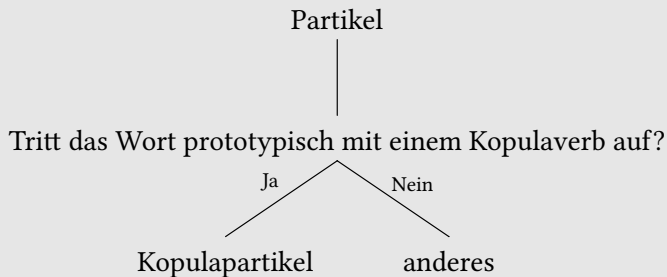 Partikel
Tritt das Wort prototypisch mit einem Kopulaverb auf?
Ja Nein
Kopulapartikel anderes